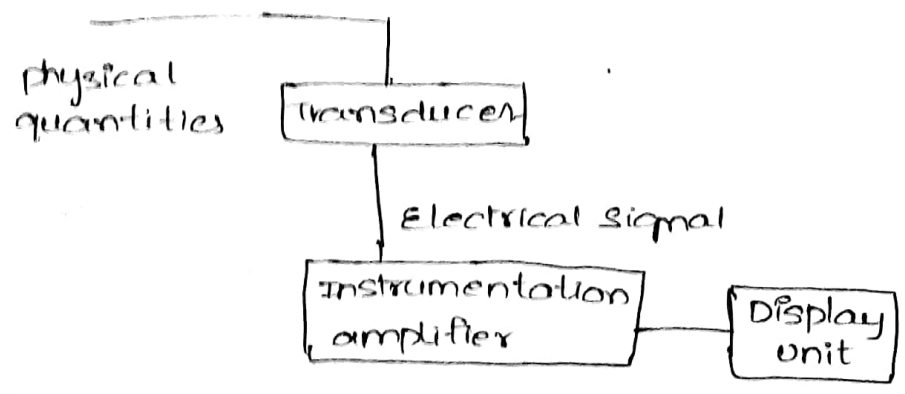 physical
quantities
transducer
Electrical signal
Instrumentation
amplifier
Display
unit